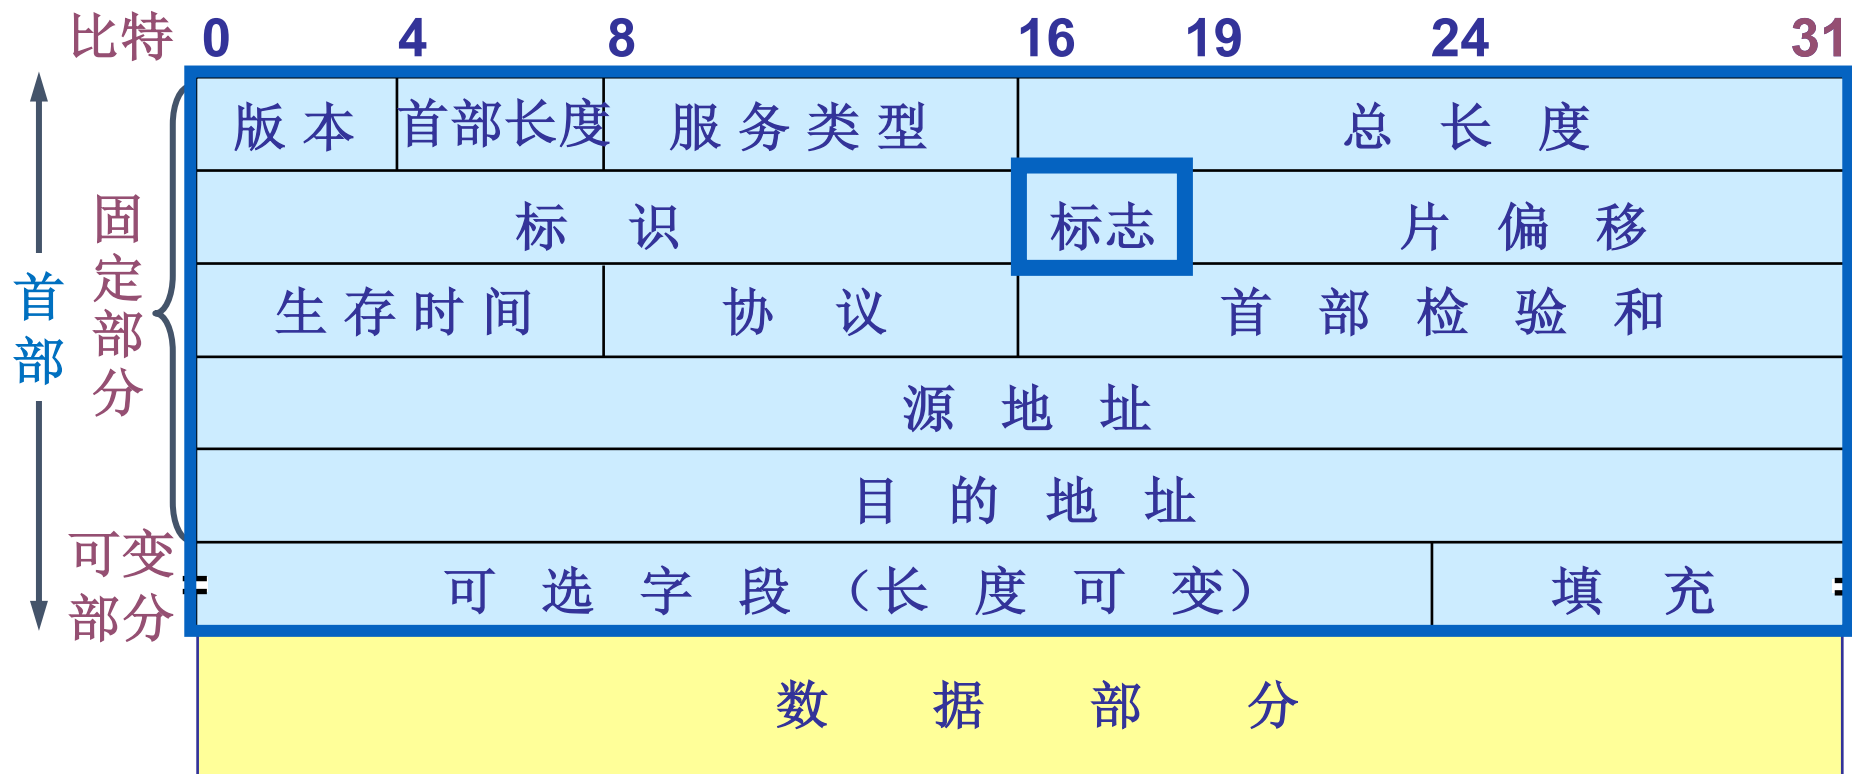 比特 0 4 8 16 19 24 31
版本 首部长度 服务类型 总长度
标识 标志 片偏移
生存时间 协议 首部检验和
源地址
目的地址
可选字段（长度可变） 填充
数据部分
首部
固定部分
可变部分